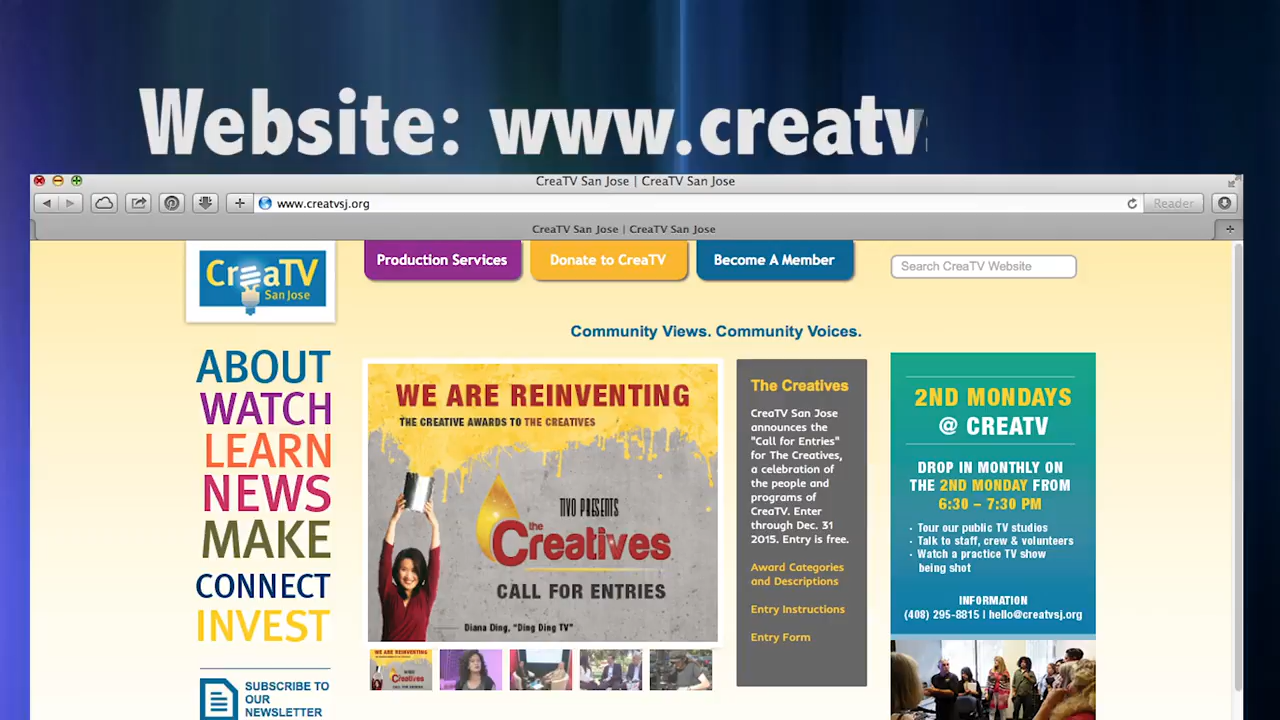 Website: www.creatv
CreaTV San Jose | CreaTV San Jose
www.creatvsj.org
Reader
CreaTV San Jose | CreaTV San Jose
CreaTV
San Jose
Production Services
Donate to CreaTV
Become A Member
Search CreaTV Website
Community Views. Community Voices.
ABOUT
WATCH
LEARN
NEWS
MAKE
CONNECT
INVEST
SUBSCRIBE TO
OUR
NEWSLETTER
WE ARE REINVENTING
THE CREATIVE AWARDS TO THE CREATIVES
TIVO PRESENTS
the
Creatives
CALL FOR ENTRIES
Diana Ding, "Ding Ding TV"
WE ARE REINVENTING
Creatives
CALL FOR ENTRIES
The Creatives
CreaTV San Jose
announces the
"Call for Entries"
for The Creatives,
a celebration of
the people and
programs of
CreaTV. Enter
through Dec. 31
2015. Entry is free.
Award Categories
and Descriptions
Entry Instructions
Entry Form
2ND MONDAYS
@ CREATV
DROP IN MONTHLY ON
THE 2ND MONDAY FROM
6:30 – 7:30 PM
· Tour our public TV studios
· Talk to staff, crew & volunteers
· Watch a practice TV show
being shot
INFORMATION
(408) 295-8815 | hello@creatvsj.org